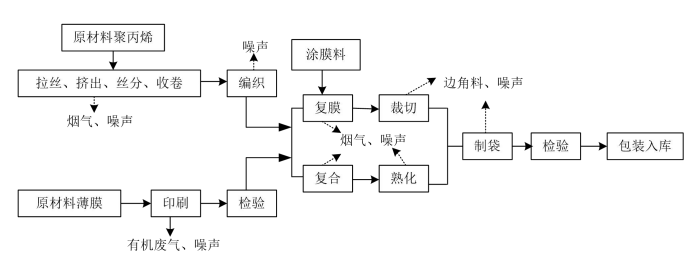 原材料聚丙烯
噪声
涂膜料
拉丝、挤出、丝分、收卷
编织
边角料、噪声
复膜
裁切
烟气、噪声
烟气、噪声
制袋
检验
包装入库
复合
熟化
原材料薄膜
印刷
检验
有机废气、噪声